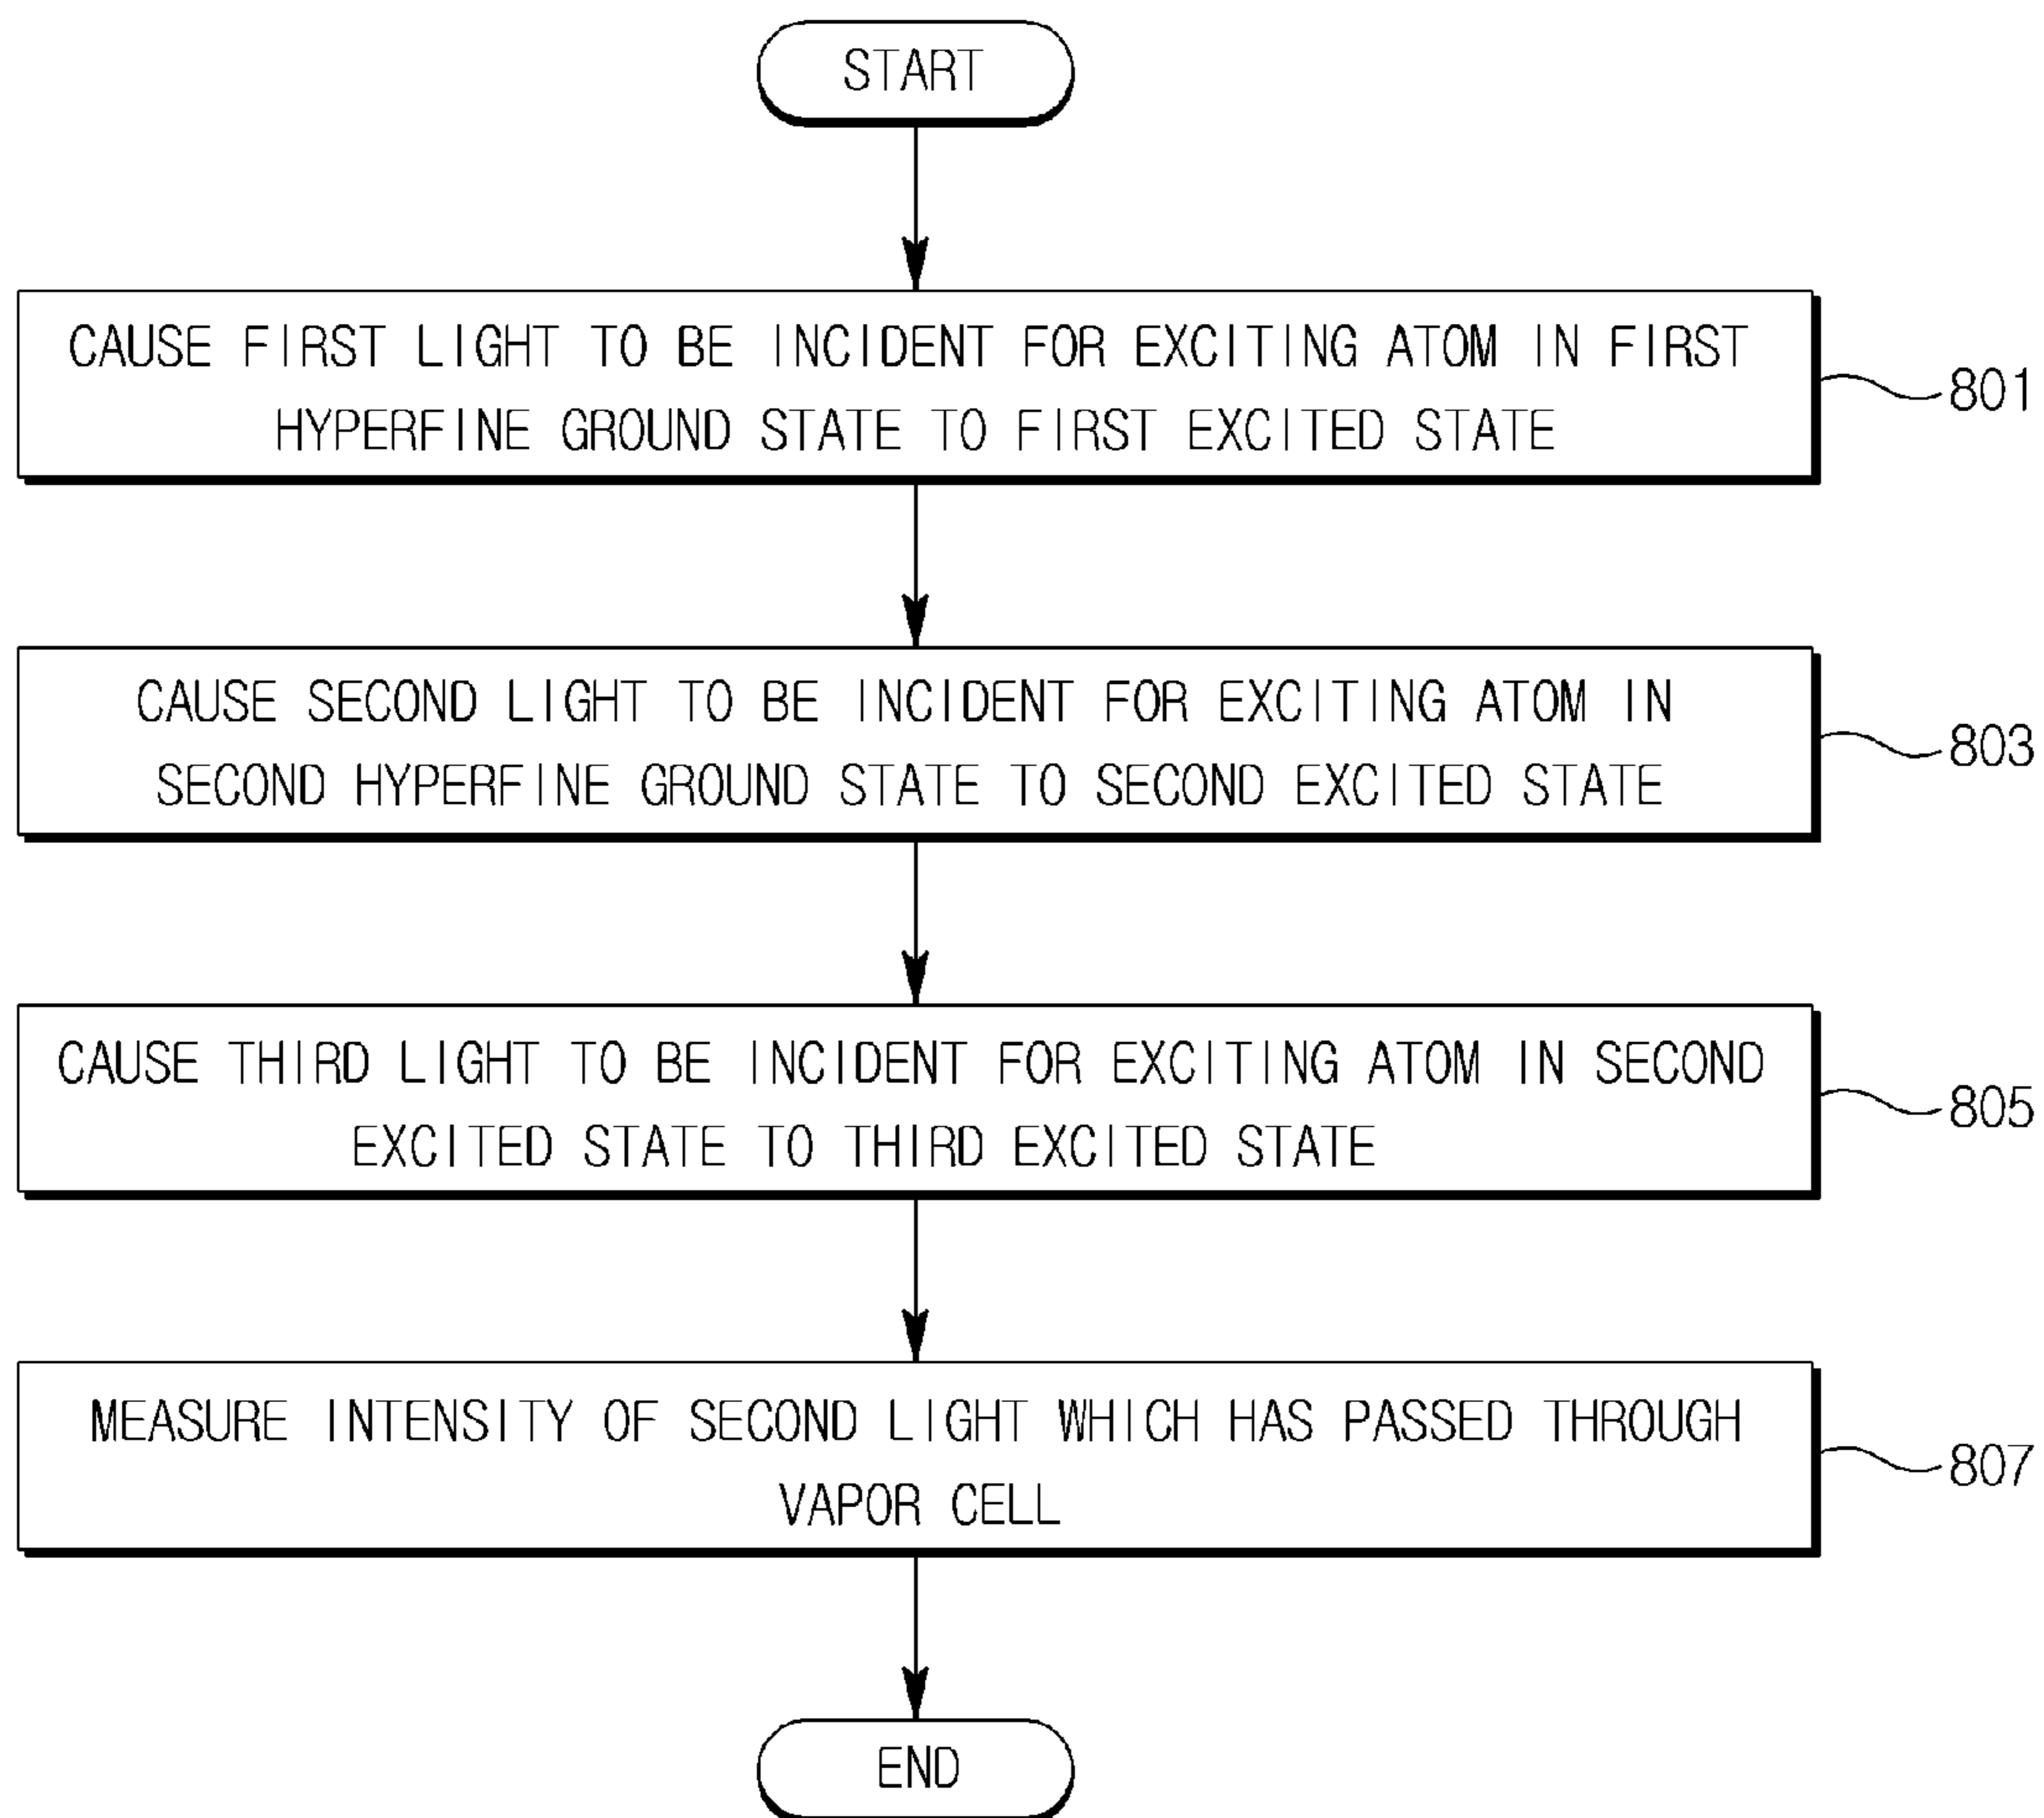 START
CAUSE FIRST LIGHT TO BE INCIDENT FOR EXCITING ATOM IN FIRST
HYPERFINE GROUND STATE TO FIRST EXCITED STATE
801
CAUSE SECOND LIGHT TO BE INCIDENT FOR EXCITING ATOM IN
SECOND HYPERFINE GROUND STATE TO SECOND EXCITED STATE
803
CAUSE THIRD LIGHT TO BE INCIDENT FOR EXCITING ATOM IN SECOND
EXCITED STATE TO THIRD EXCITED STATE
805
MEASURE INTENSITY OF SECOND LIGHT WHICH HAS PASSED THROUGH
VAPOR CELL
807
END